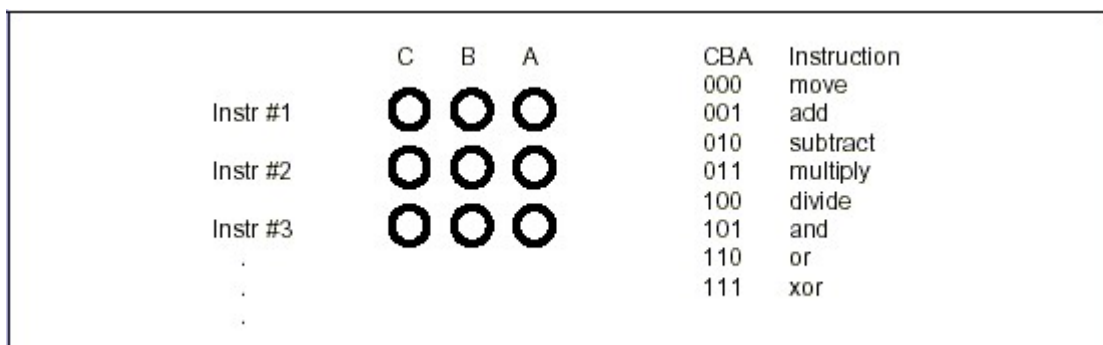 C B A
Instr #1
Instr #2
Instr #3
.
.
.
CBA Instruction
000 move
001 add
010 subtract
011 multiply
100 divide
101 and
110 or
111 xor